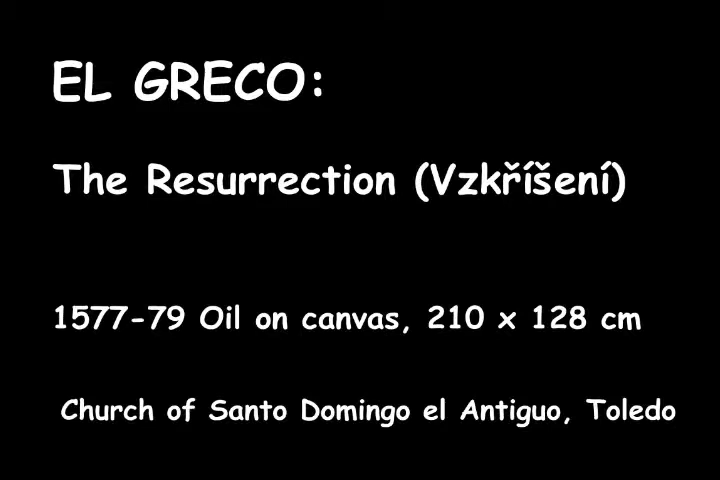 EL GRECO:
The Resurrection (Vzkříšení)
1577-79 Oil on canvas, 210 x 128 cm
Church of Santo Domingo el Antiguo, Toledo